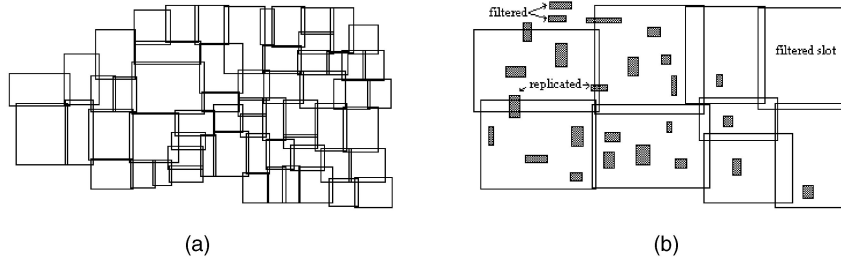 filtered
filtered slot
replicated
(a)
(b)